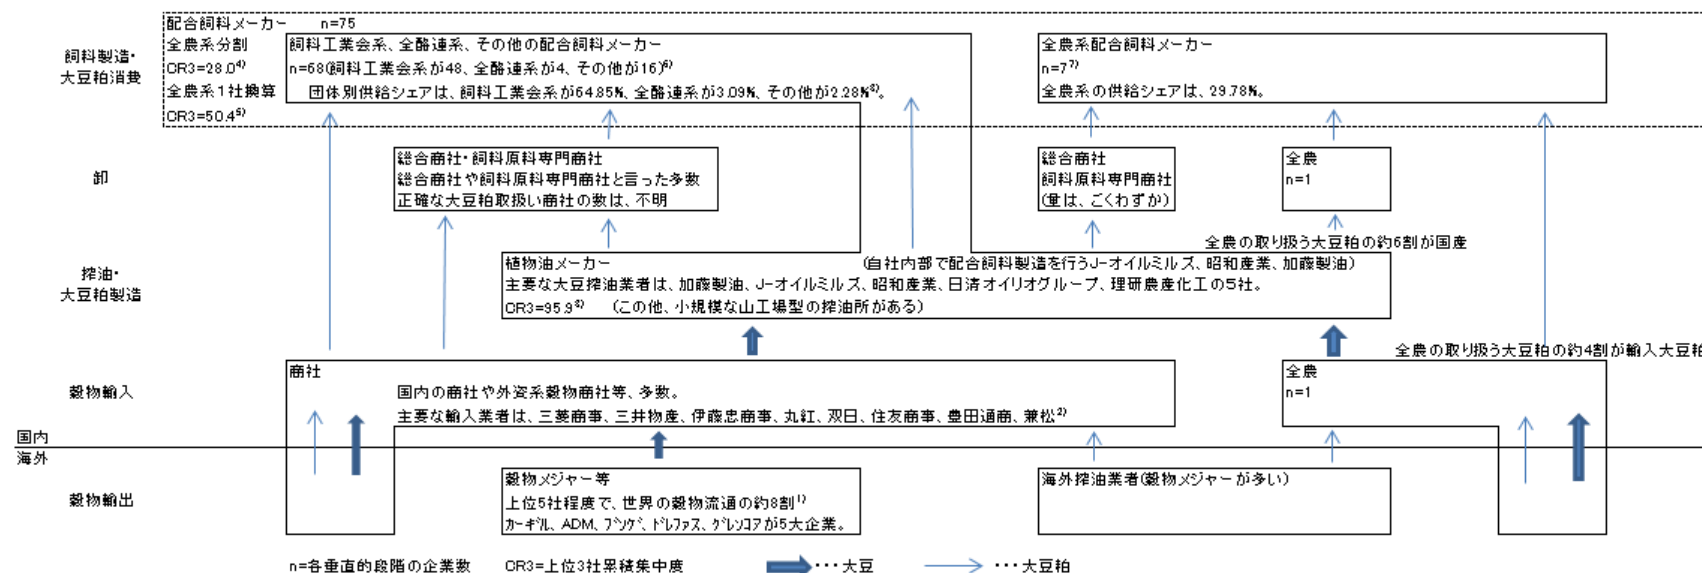 配合飼料メーカー n=75
飼料製造・
大豆粕消費
全農系分割
CR3=28.0⁴⁾
全農系1社換算
CR3=50.4⁵⁾
飼料工業会系、全酪連系、その他の配合飼料メーカー
n=68(飼料工業会系が48、全酪連系が4、その他が16)⁶⁾
団体別供給シェアは、飼料工業会系が64.85%、全酪連系が3.09%、その他が2.28%⁸⁾。
全農系配合飼料メーカー
n=7⁷⁾
全農系の供給シェアは、29.78%。
卸
総合商社・飼料原料専門商社
総合商社や飼料原料専門商社と言った多数
正確な大豆粕取扱い商社の数は、不明
総合商社
飼料原料専門商社
(量は、ごくわずか)
全農
n=1
全農の取り扱う大豆粕の約6割が国産
搾油・
大豆粕製造
植物油メーカー (自社内部で配合飼料製造を行うJ-オイルミルズ、昭和産業、加藤製油)
主要な大豆搾油業者は、加藤製油、J-オイルミルズ、昭和産業、日清オイリオグループ、理研農産化工の5社。
CR3=95.9³⁾ (この他、小規模な山工場型の搾油所がある)
全農の取り扱う大豆粕の約4割が輸入大豆粕
穀物輸入
商社
国内の商社や外資系穀物商社等、多数。
主要な輸入業者は、三菱商事、三井物産、伊藤忠商事、丸紅、双日、住友商事、豊田通商、兼松²⁾
全農
n=1
国内
海外
穀物輸出
穀物メジャー等
上位5社程度で、世界の穀物流通の約8割¹⁾
カーギル、ADM、ブンゲ、ドレファス、グレンコアが5大企業。
海外搾油業者(穀物メジャーが多い)
n=各垂直的段階の企業数 CR3=上位3社累積集中度 ・・・大豆 ・・・大豆粕